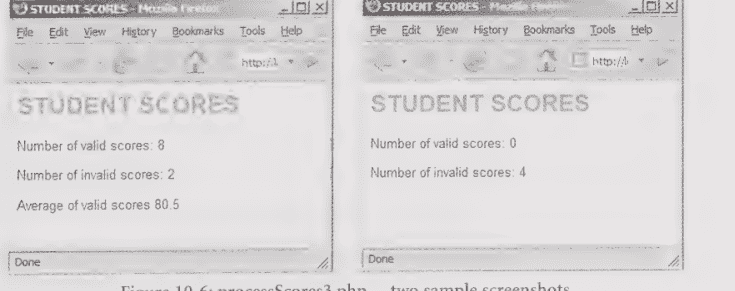 STUDENT SCORES - Mozilla Firefox
File Edit View History Bookmarks Tools Help
http://l
STUDENT SCORES
Number of valid scores: 8
Number of invalid scores: 2
Average of valid scores 80.5
Done
STUDENT SCORES - Mozilla Firefox
File Edit View History Bookmarks Tools Help
http://l
STUDENT SCORES
Number of valid scores: 0
Number of invalid scores: 4
Done
Figure 10-6: processScores3.php – two sample screenshots